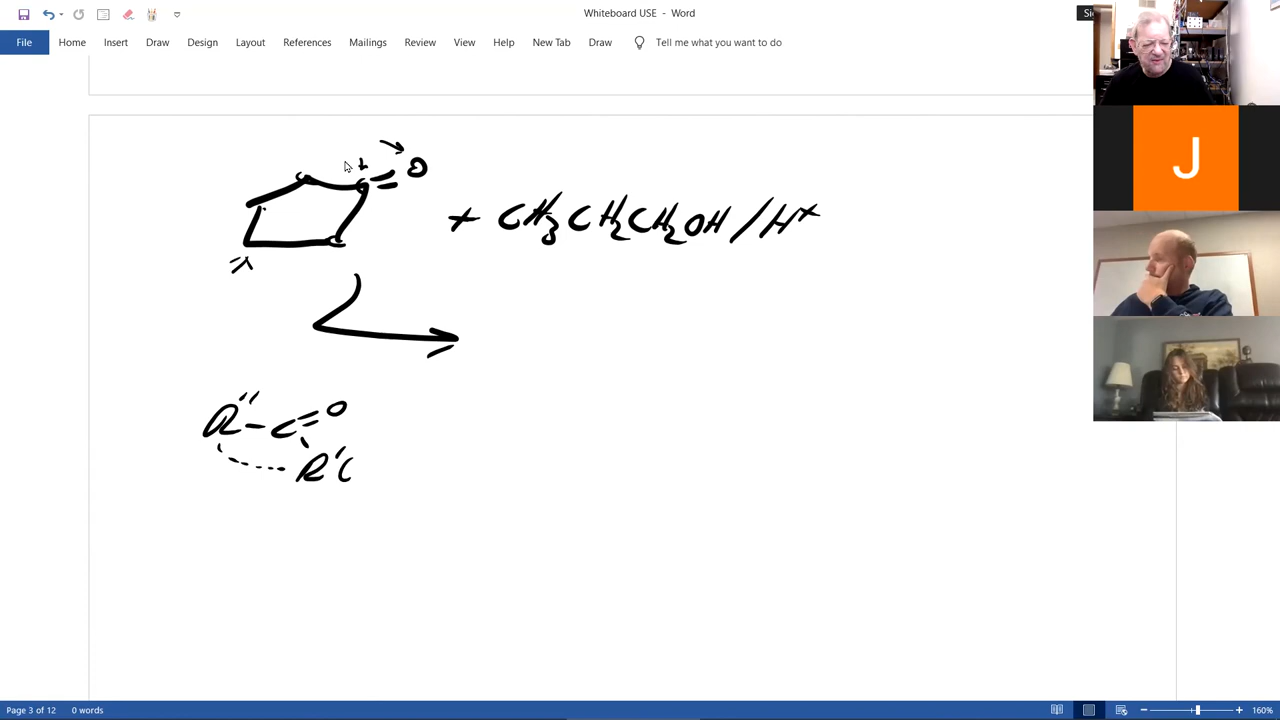 Whiteboard USE - Word
File Home Insert Draw Design Layout References Mailings Review View Help New Tab Draw Tell me what you want to do
+ = O + CH3CH2CH2OH/H+
J
R'' - C = O
R'(
Page 3 of 12 0 words 160%